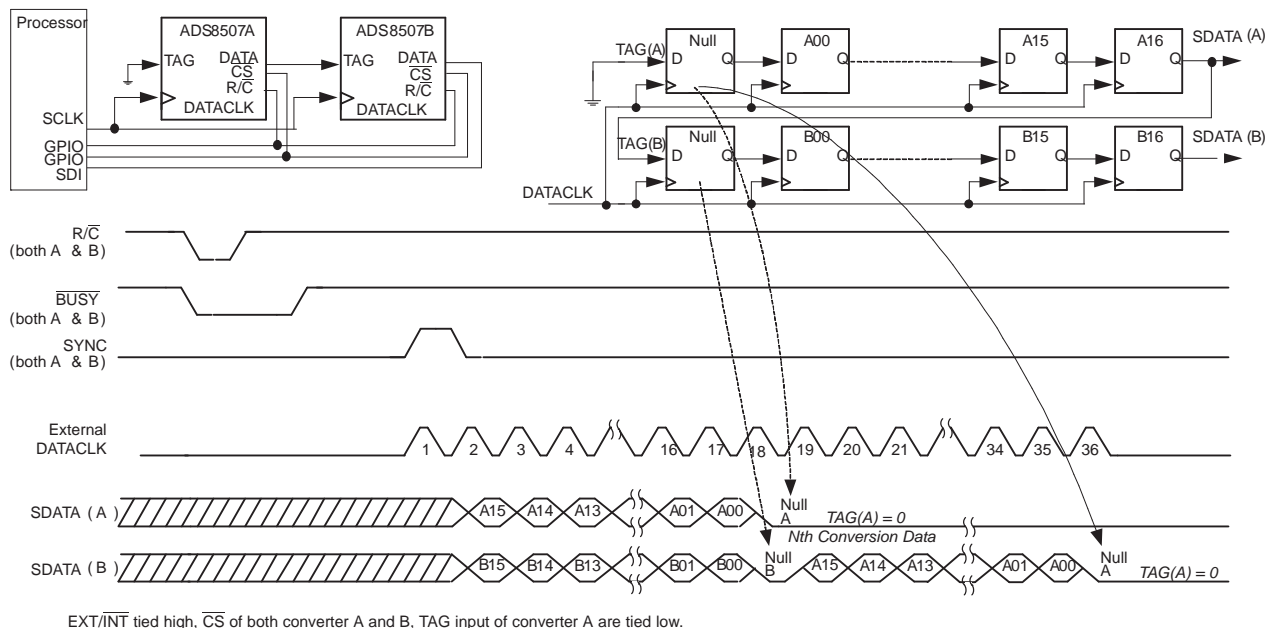 Processor
ADS8507A
ADS8507B
TAG
DATA
CS
R/C
DATACLK
TAG
DATA
CS
R/C
DATACLK
SCLK
GPIO
GPIO
SDI
TAG(A)
Null
D
Q
A00
D
Q
A15
D
Q
A16
D
Q
SDATA (A)
TAG(B)
Null
D
Q
B00
D
Q
B15
D
Q
B16
D
Q
SDATA (B)
DATACLK
R/C
(both A & B)
BUSY
(both A & B)
SYNC
(both A & B)
External
DATACLK
1 2 3 4 16 17 18 19 20 21 34 35 36
SDATA ( A )
A15 A14 A13 A01 A00
Null
A
TAG(A) = 0
Nth Conversion Data
SDATA ( B )
B15 B14 B13 B01 B00
Null
B
A15 A14 A13 A01 A00
Null
A
TAG(A) = 0
EXT/INT tied high, CS of both converter A and B, TAG input of converter A are tied low.